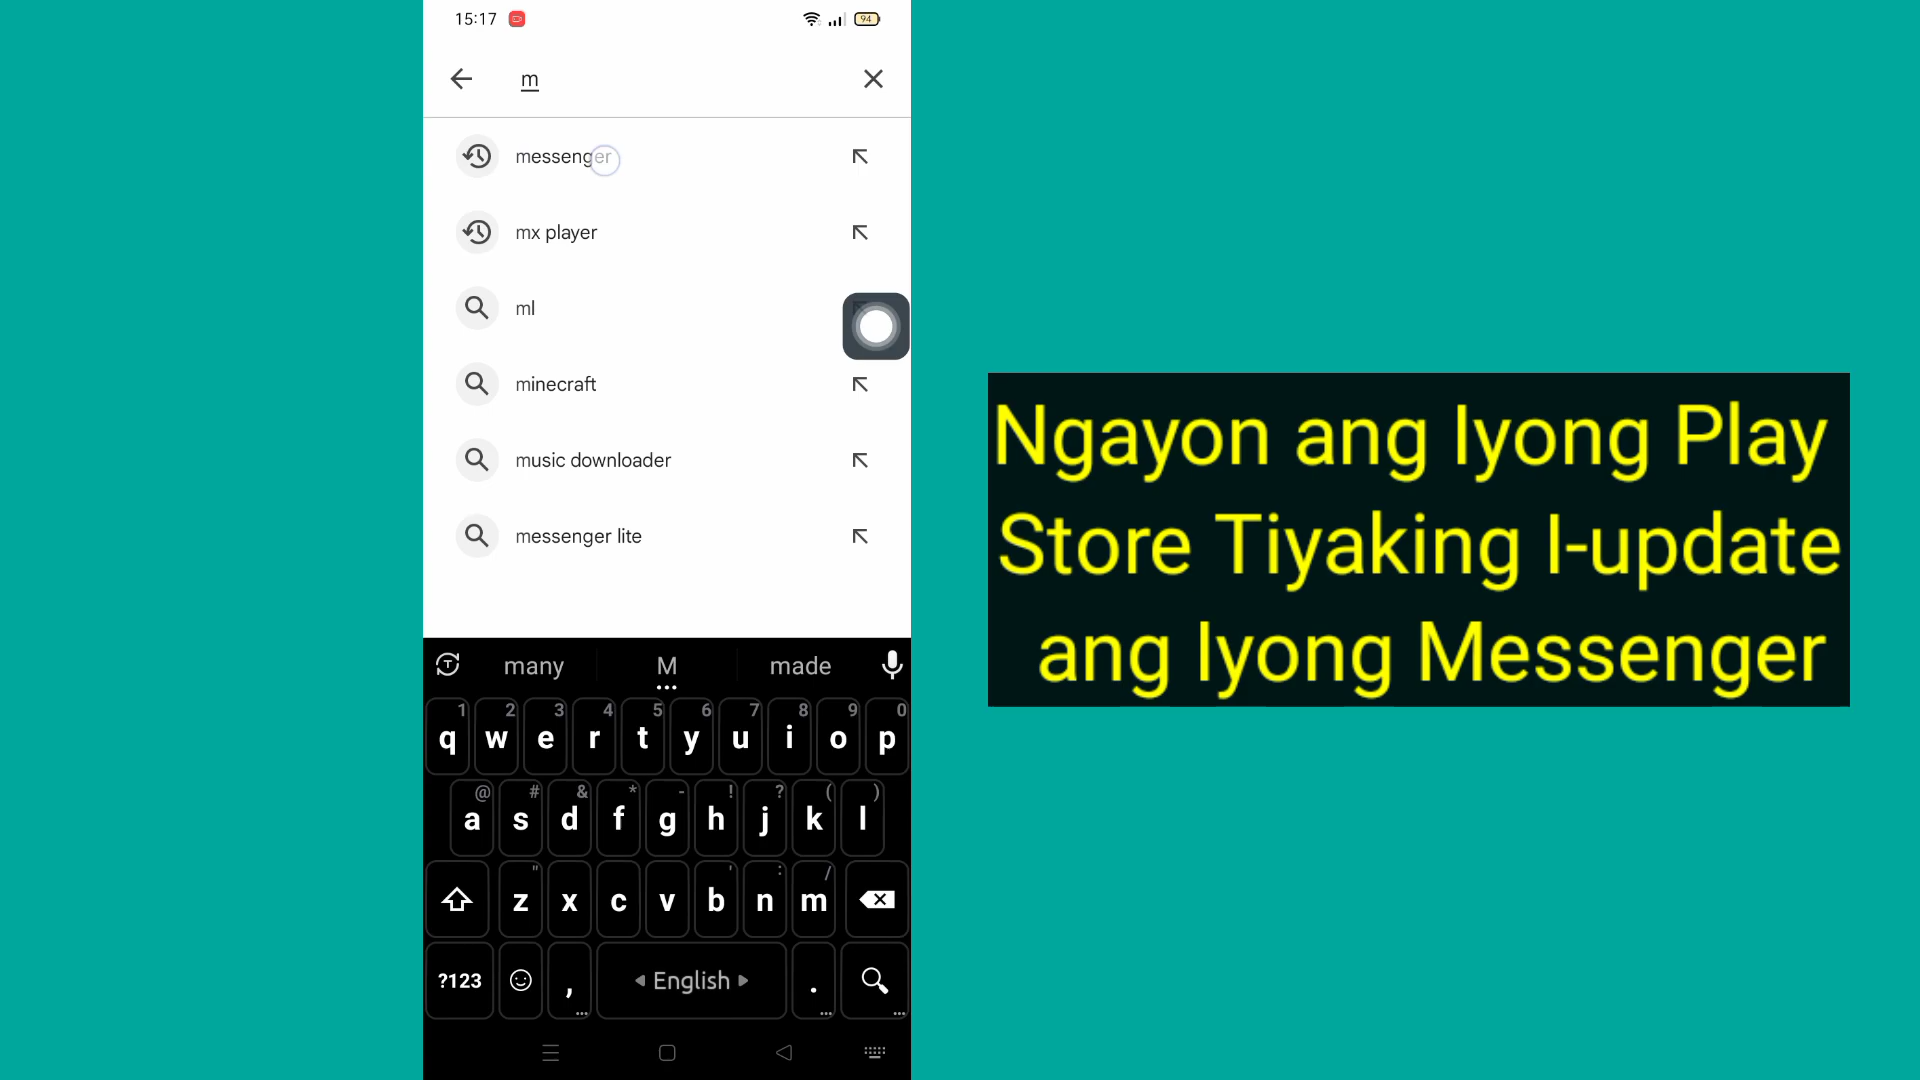 15:17
94
m
messenger
mx player
ml
minecraft
music downloader
messenger lite
many M made
1 2 3 4 5 6 7 8 9 0
q w e r t y u i o p
@ # & * - ! ? ( )
a s d f g h j k l
" ' : /
z x c v b n m
?123 , English .
Ngayon ang Iyong Play
Store Tiyaking I-update
ang Iyong Messenger